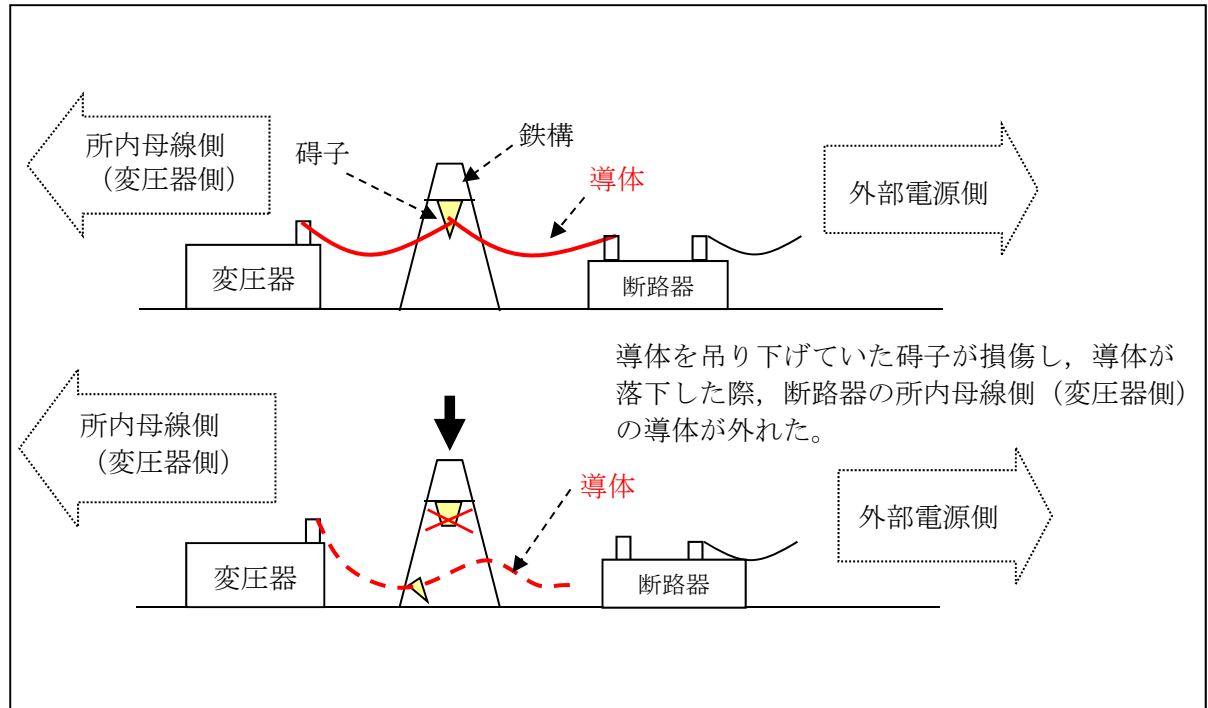 所内母線側
（変圧器側）
碍子
鉄構
導体
外部電源側
変圧器
断路器
導体を吊り下げていた碍子が損傷し，導体が
落下した際，断路器の所内母線側（変圧器側）
の導体が外れた。
所内母線側
（変圧器側）
導体
外部電源側
変圧器
断路器